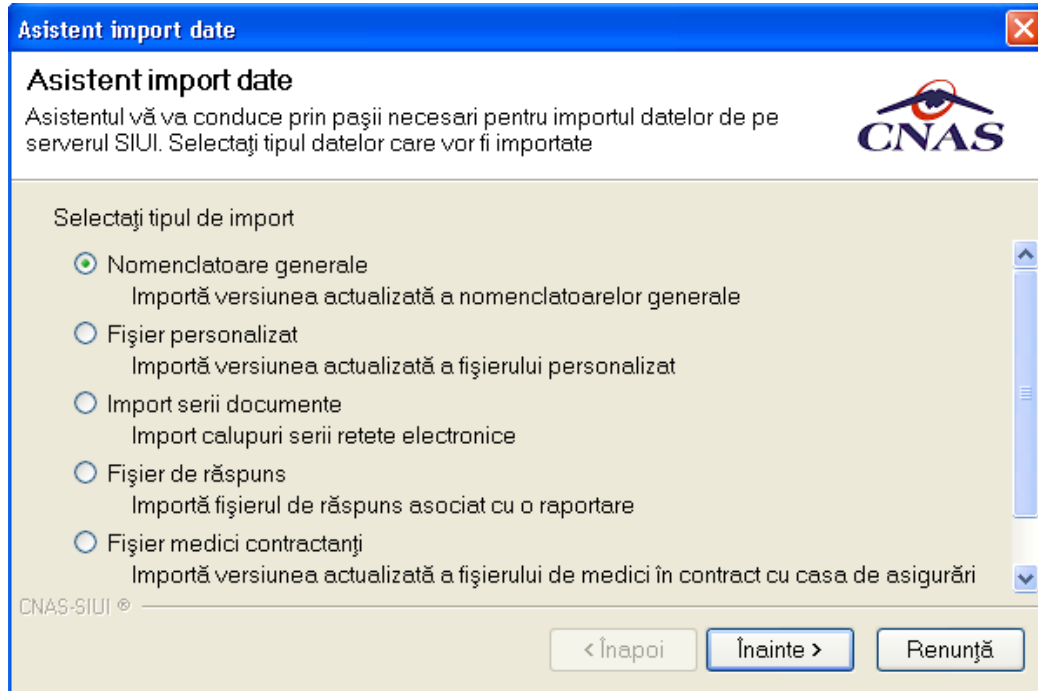 Asistent import date
Asistent import date
Asistentul vă va conduce prin paşii necesari pentru importul datelor de pe
serverul SIUI. Selectaţi tipul datelor care vor fi importate
CNAS
Selectaţi tipul de import
Nomenclatoare generale
Importă versiunea actualizată a nomenclatoarelor generale
Fişier personalizat
Importă versiunea actualizată a fişierului personalizat
Import serii documente
Import calupuri serii retete electronice
Fişier de răspuns
Importă fişierul de răspuns asociat cu o raportare
Fişier medici contractanţi
Importă versiunea actualizată a fişierului de medici în contract cu casa de asigurări
CNAS-SIUI ®
< Înapoi Înainte > Renunţă